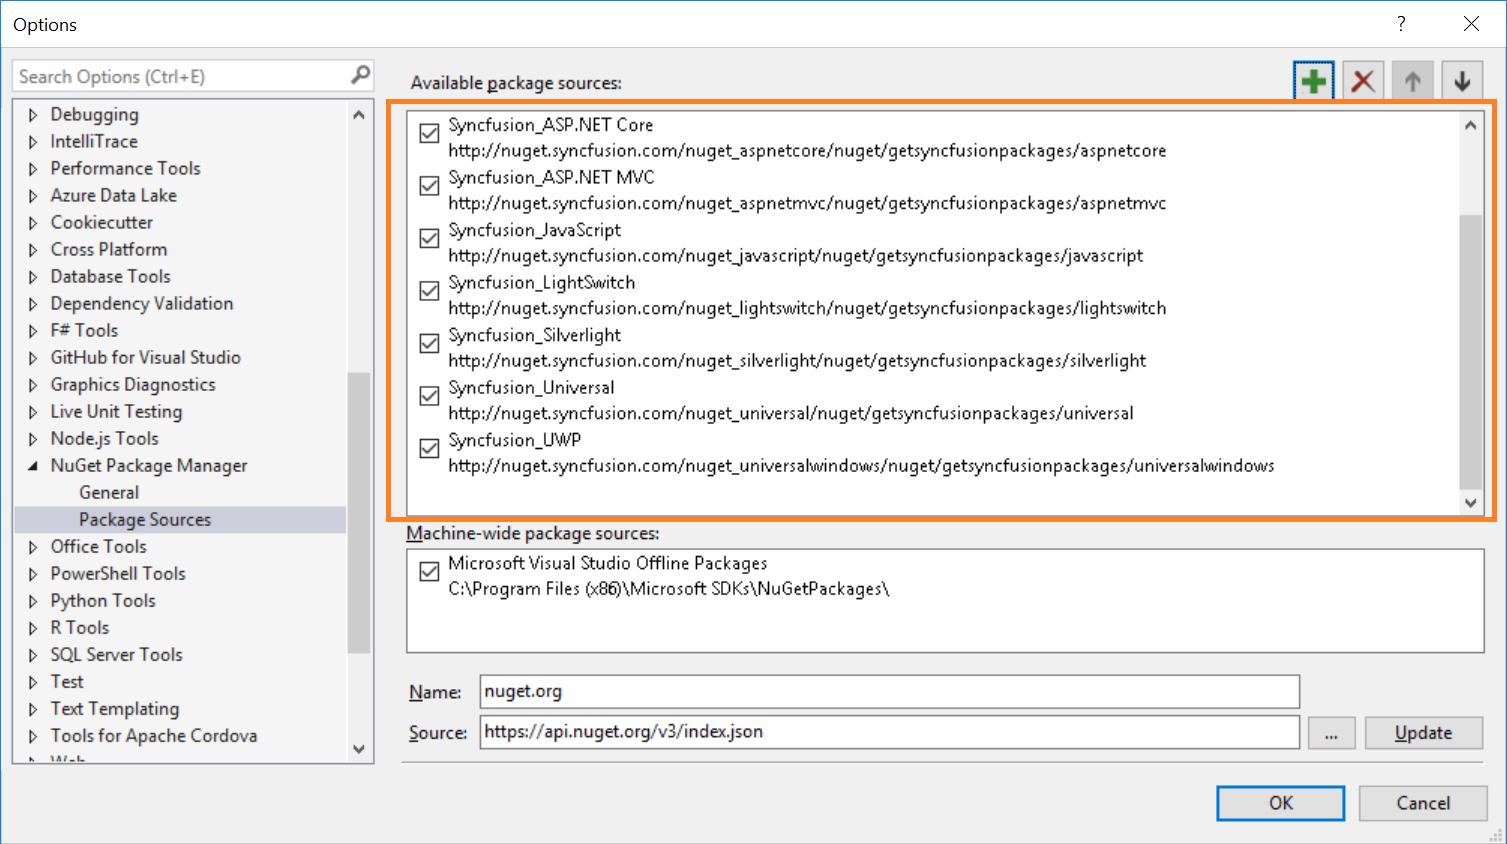 Options
?
Search Options (Ctrl+E)
Debugging
IntelliTrace
Performance Tools
Azure Data Lake
Cookiecutter
Cross Platform
Database Tools
Dependency Validation
F# Tools
GitHub for Visual Studio
Graphics Diagnostics
Live Unit Testing
Node.js Tools
NuGet Package Manager
General
Package Sources
Office Tools
PowerShell Tools
Python Tools
R Tools
SQL Server Tools
Test
Text Templating
Tools for Apache Cordova
Web
Available package sources:
Syncfusion_ASP.NET Core
http://nuget.syncfusion.com/nuget_aspnetcore/nuget/getsyncfusionpackages/aspnetcore
Syncfusion_ASP.NET MVC
http://nuget.syncfusion.com/nuget_aspnetmvc/nuget/getsyncfusionpackages/aspnetmvc
Syncfusion_JavaScript
http://nuget.syncfusion.com/nuget_javascript/nuget/getsyncfusionpackages/javascript
Syncfusion_LightSwitch
http://nuget.syncfusion.com/nuget_lightswitch/nuget/getsyncfusionpackages/lightswitch
Syncfusion_Silverlight
http://nuget.syncfusion.com/nuget_silverlight/nuget/getsyncfusionpackages/silverlight
Syncfusion_Universal
http://nuget.syncfusion.com/nuget_universal/nuget/getsyncfusionpackages/universal
Syncfusion_UWP
http://nuget.syncfusion.com/nuget_universalwindows/nuget/getsyncfusionpackages/universalwindows
Machine-wide package sources:
Microsoft Visual Studio Offline Packages
C:\Program Files (x86)\Microsoft SDKs\NuGetPackages\
Name: nuget.org
Source: https://api.nuget.org/v3/index.json ... Update
OK Cancel